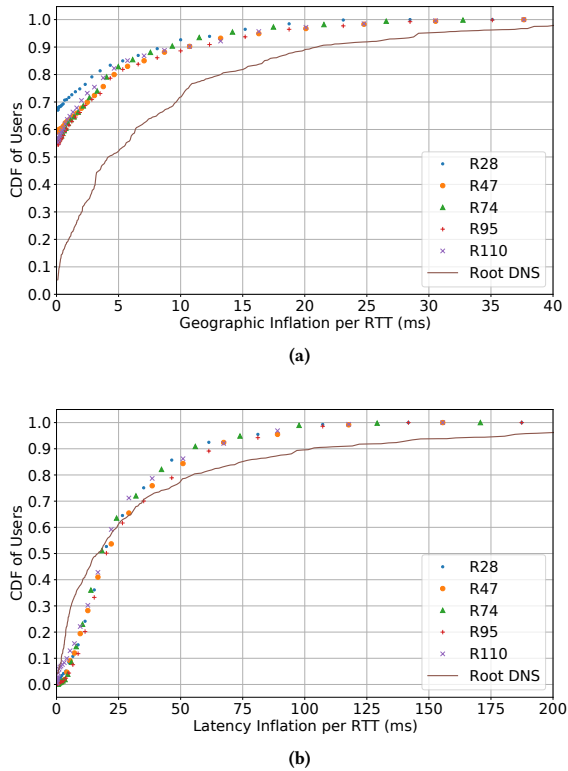 1.0
0.9
0.8
0.7
0.6
0.5
0.4
0.3
0.2
0.1
0.0
CDF of Users
R28
R47
R74
R95
R110
Root DNS
0 5 10 15 20 25 30 35 40
Geographic Inflation per RTT (ms)
(a)
1.0
0.9
0.8
0.7
0.6
0.5
0.4
0.3
0.2
0.1
0.0
CDF of Users
R28
R47
R74
R95
R110
Root DNS
0 25 50 75 100 125 150 175 200
Latency Inflation per RTT (ms)
(b)